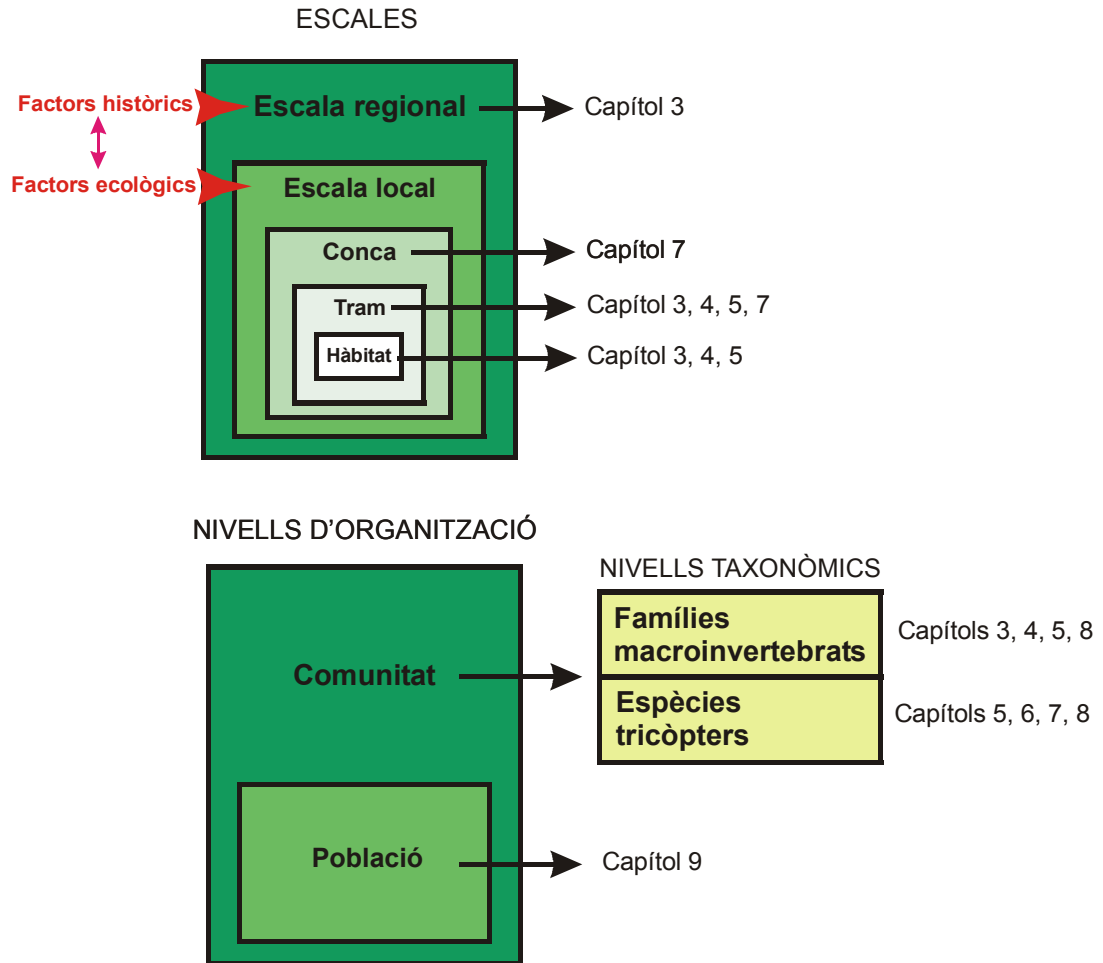 ESCALES
Factors històrics
Escala regional
Capítol 3
Factors ecològics
Escala local
Conca
Capítol 7
Tram
Capítol 3, 4, 5, 7
Hàbitat
Capítol 3, 4, 5
NIVELLS D'ORGANITZACIÓ
NIVELLS TAXONÒMICS
Comunitat
Famílies
macroinvertebrats
Capítols 3, 4, 5, 8
Espècies
tricòpters
Capítols 5, 6, 7, 8
Població
Capítol 9